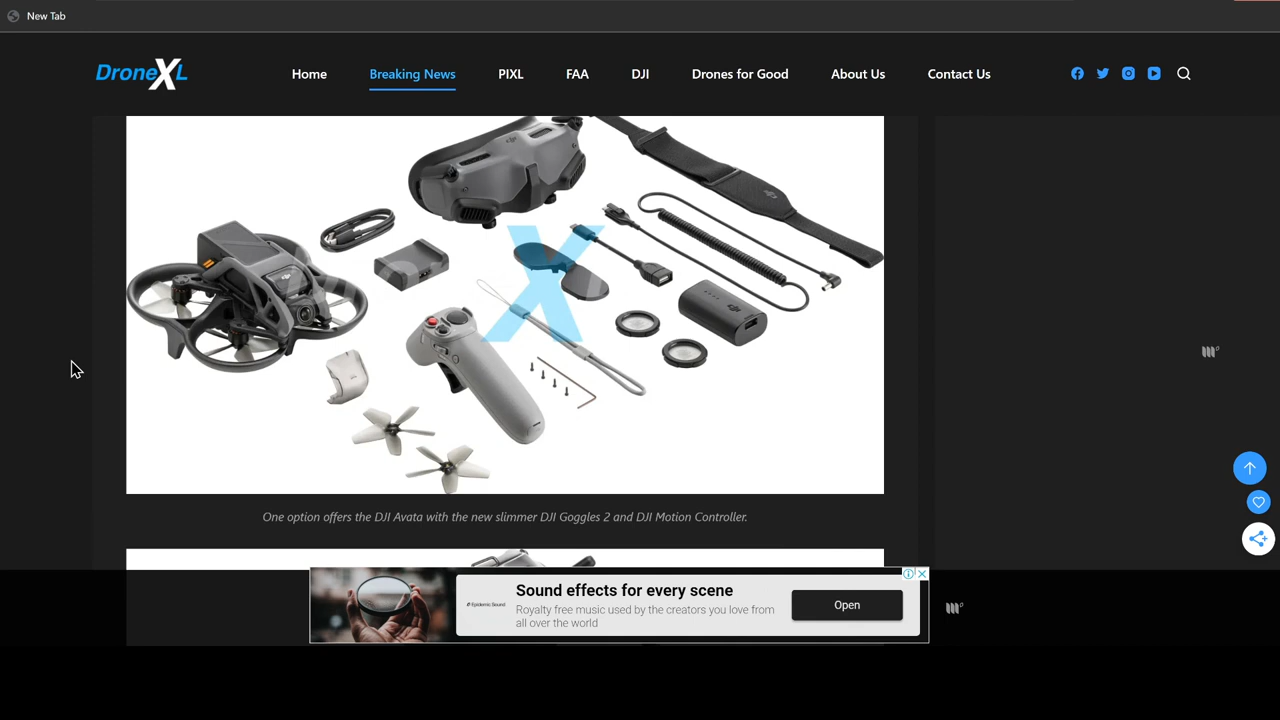 New Tab
DroneXL
Home
Breaking News
PIXL
FAA
DJI
Drones for Good
About Us
Contact Us
One option offers the DJI Avata with the new slimmer DJI Goggles 2 and DJI Motion Controller.
Epidemic Sound
Sound effects for every scene
Royalty free music used by the creators you love from
all over the world
Open